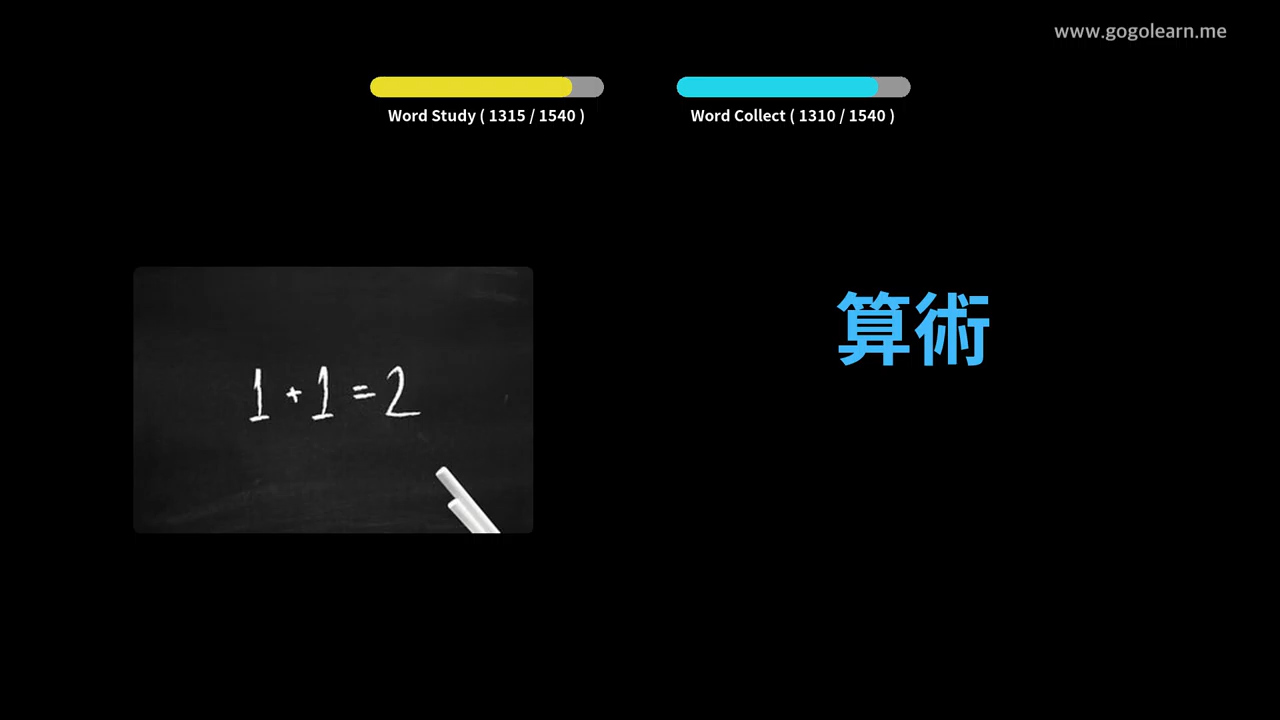 www.gogolearn.me
Word Study ( 1315 / 1540 )
Word Collect ( 1310 / 1540 )
1 + 1 = 2
算術